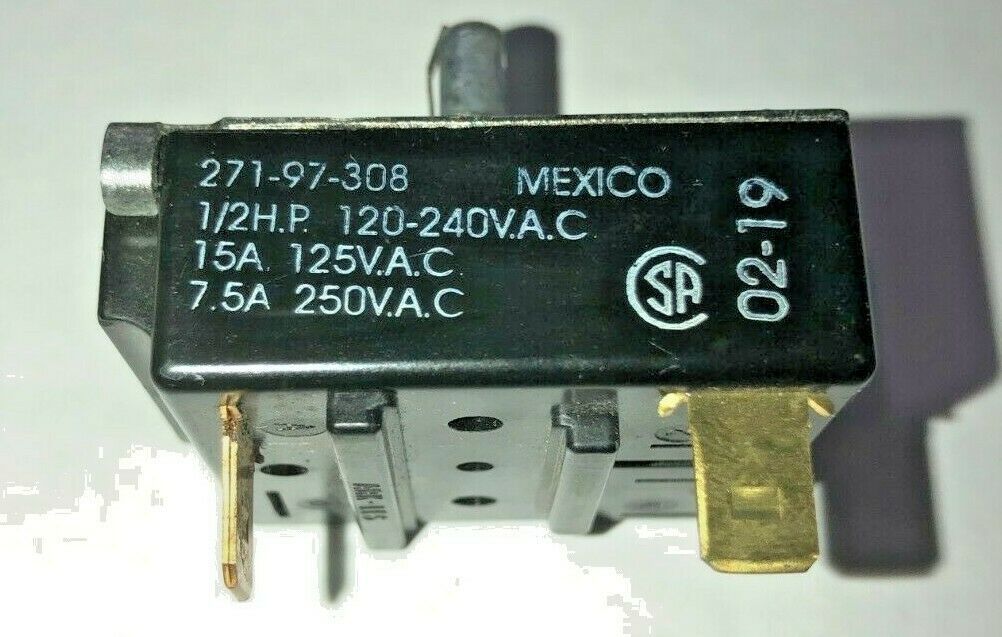 271-97-308 MEXICO
1/2H.P. 120-240V.A.C
15A. 125V.A.C.
7.5A 250V.A.C
SA
02-19